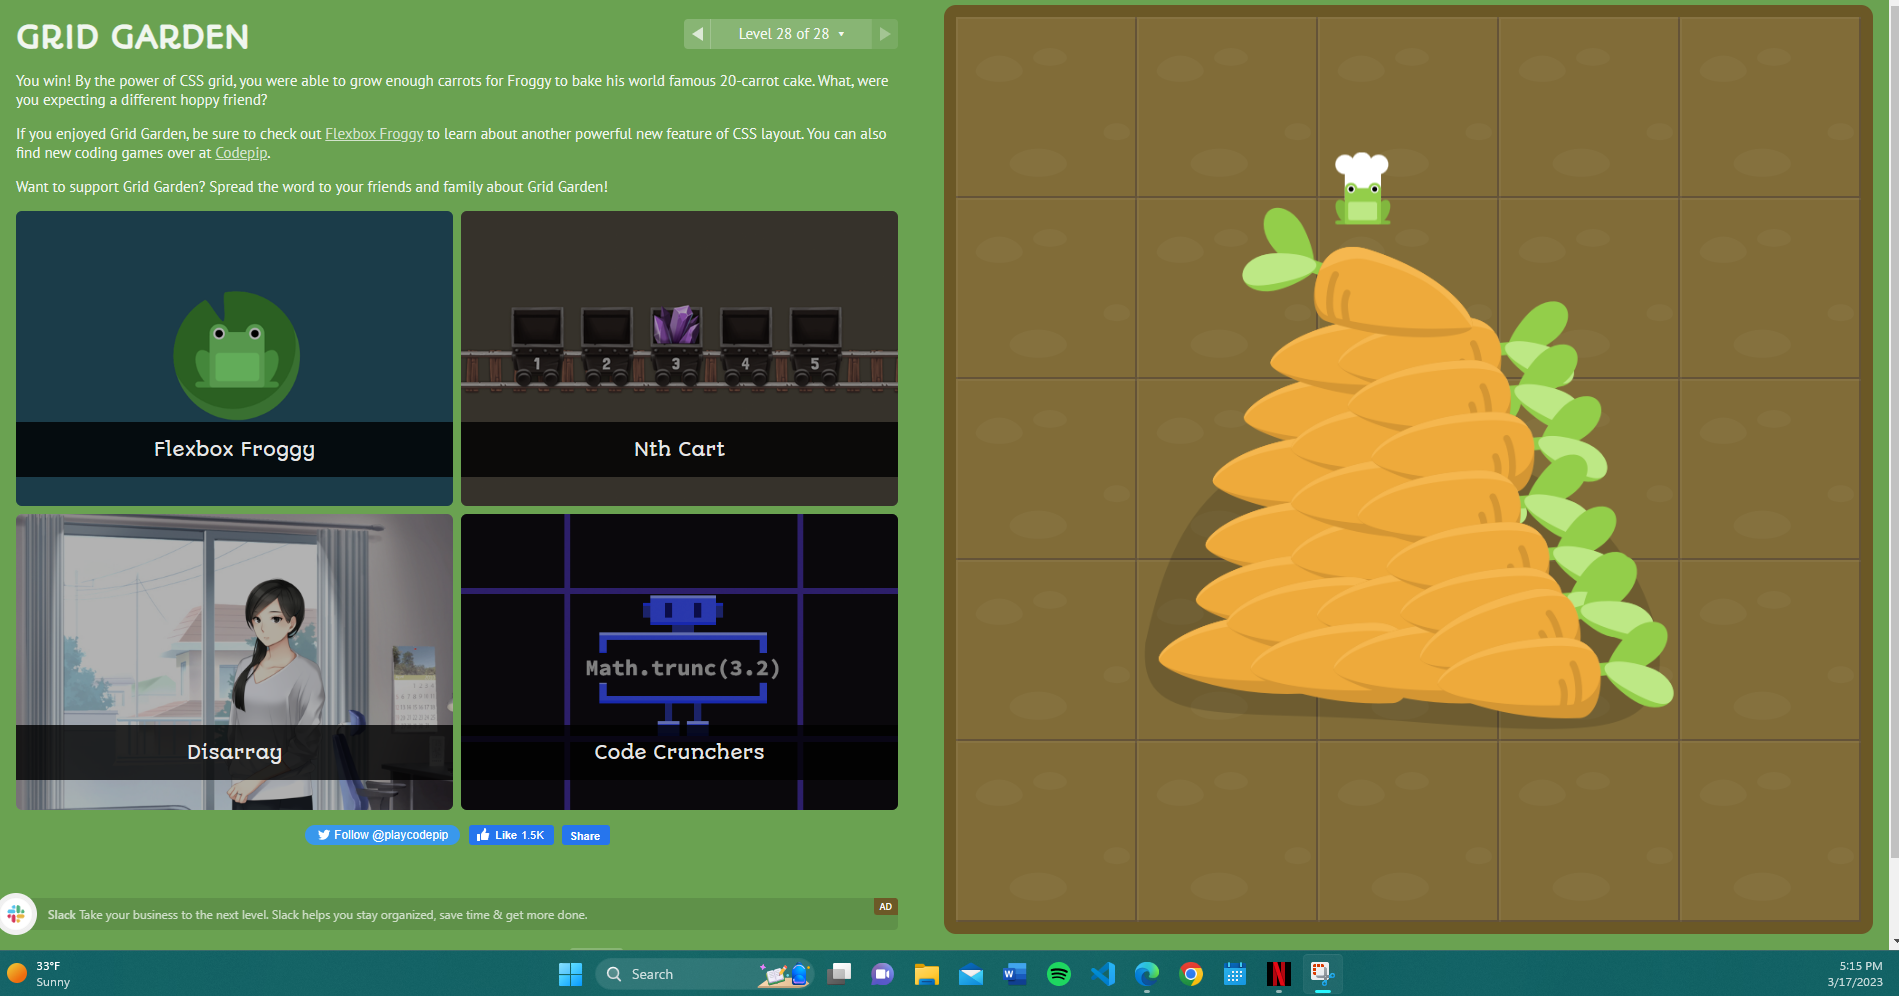 GRID GARDEN
Level 28 of 28
You win! By the power of CSS grid, you were able to grow enough carrots for Froggy to bake his world famous 20-carrot cake. What, were
you expecting a different hoppy friend?
If you enjoyed Grid Garden, be sure to check out Flexbox Froggy to learn about another powerful new feature of CSS layout. You can also
find new coding games over at Codepip.
Want to support Grid Garden? Spread the word to your friends and family about Grid Garden!
1 2 3 4 5
Flexbox Froggy
Nth Cart
Math.trunc(3.2)
Disarray
Code Crunchers
Follow @playcodepip
Like 1.5K
Share
Slack Take your business to the next level. Slack helps you stay organized, save time & get more done.
AD
33°F
Sunny
Search
W
N
5:15 PM
3/17/2023